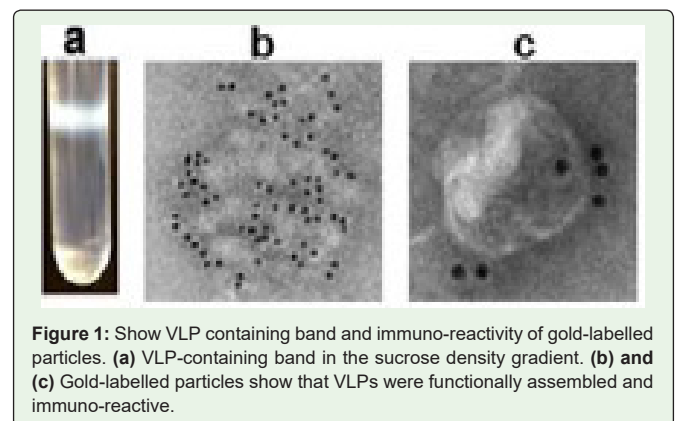 a b c
Figure 1: Show VLP containing band and immuno-reactivity of gold-labelled
particles. (a) VLP-containing band in the sucrose density gradient. (b) and
(c) Gold-labelled particles show that VLPs were functionally assembled and
immuno-reactive.